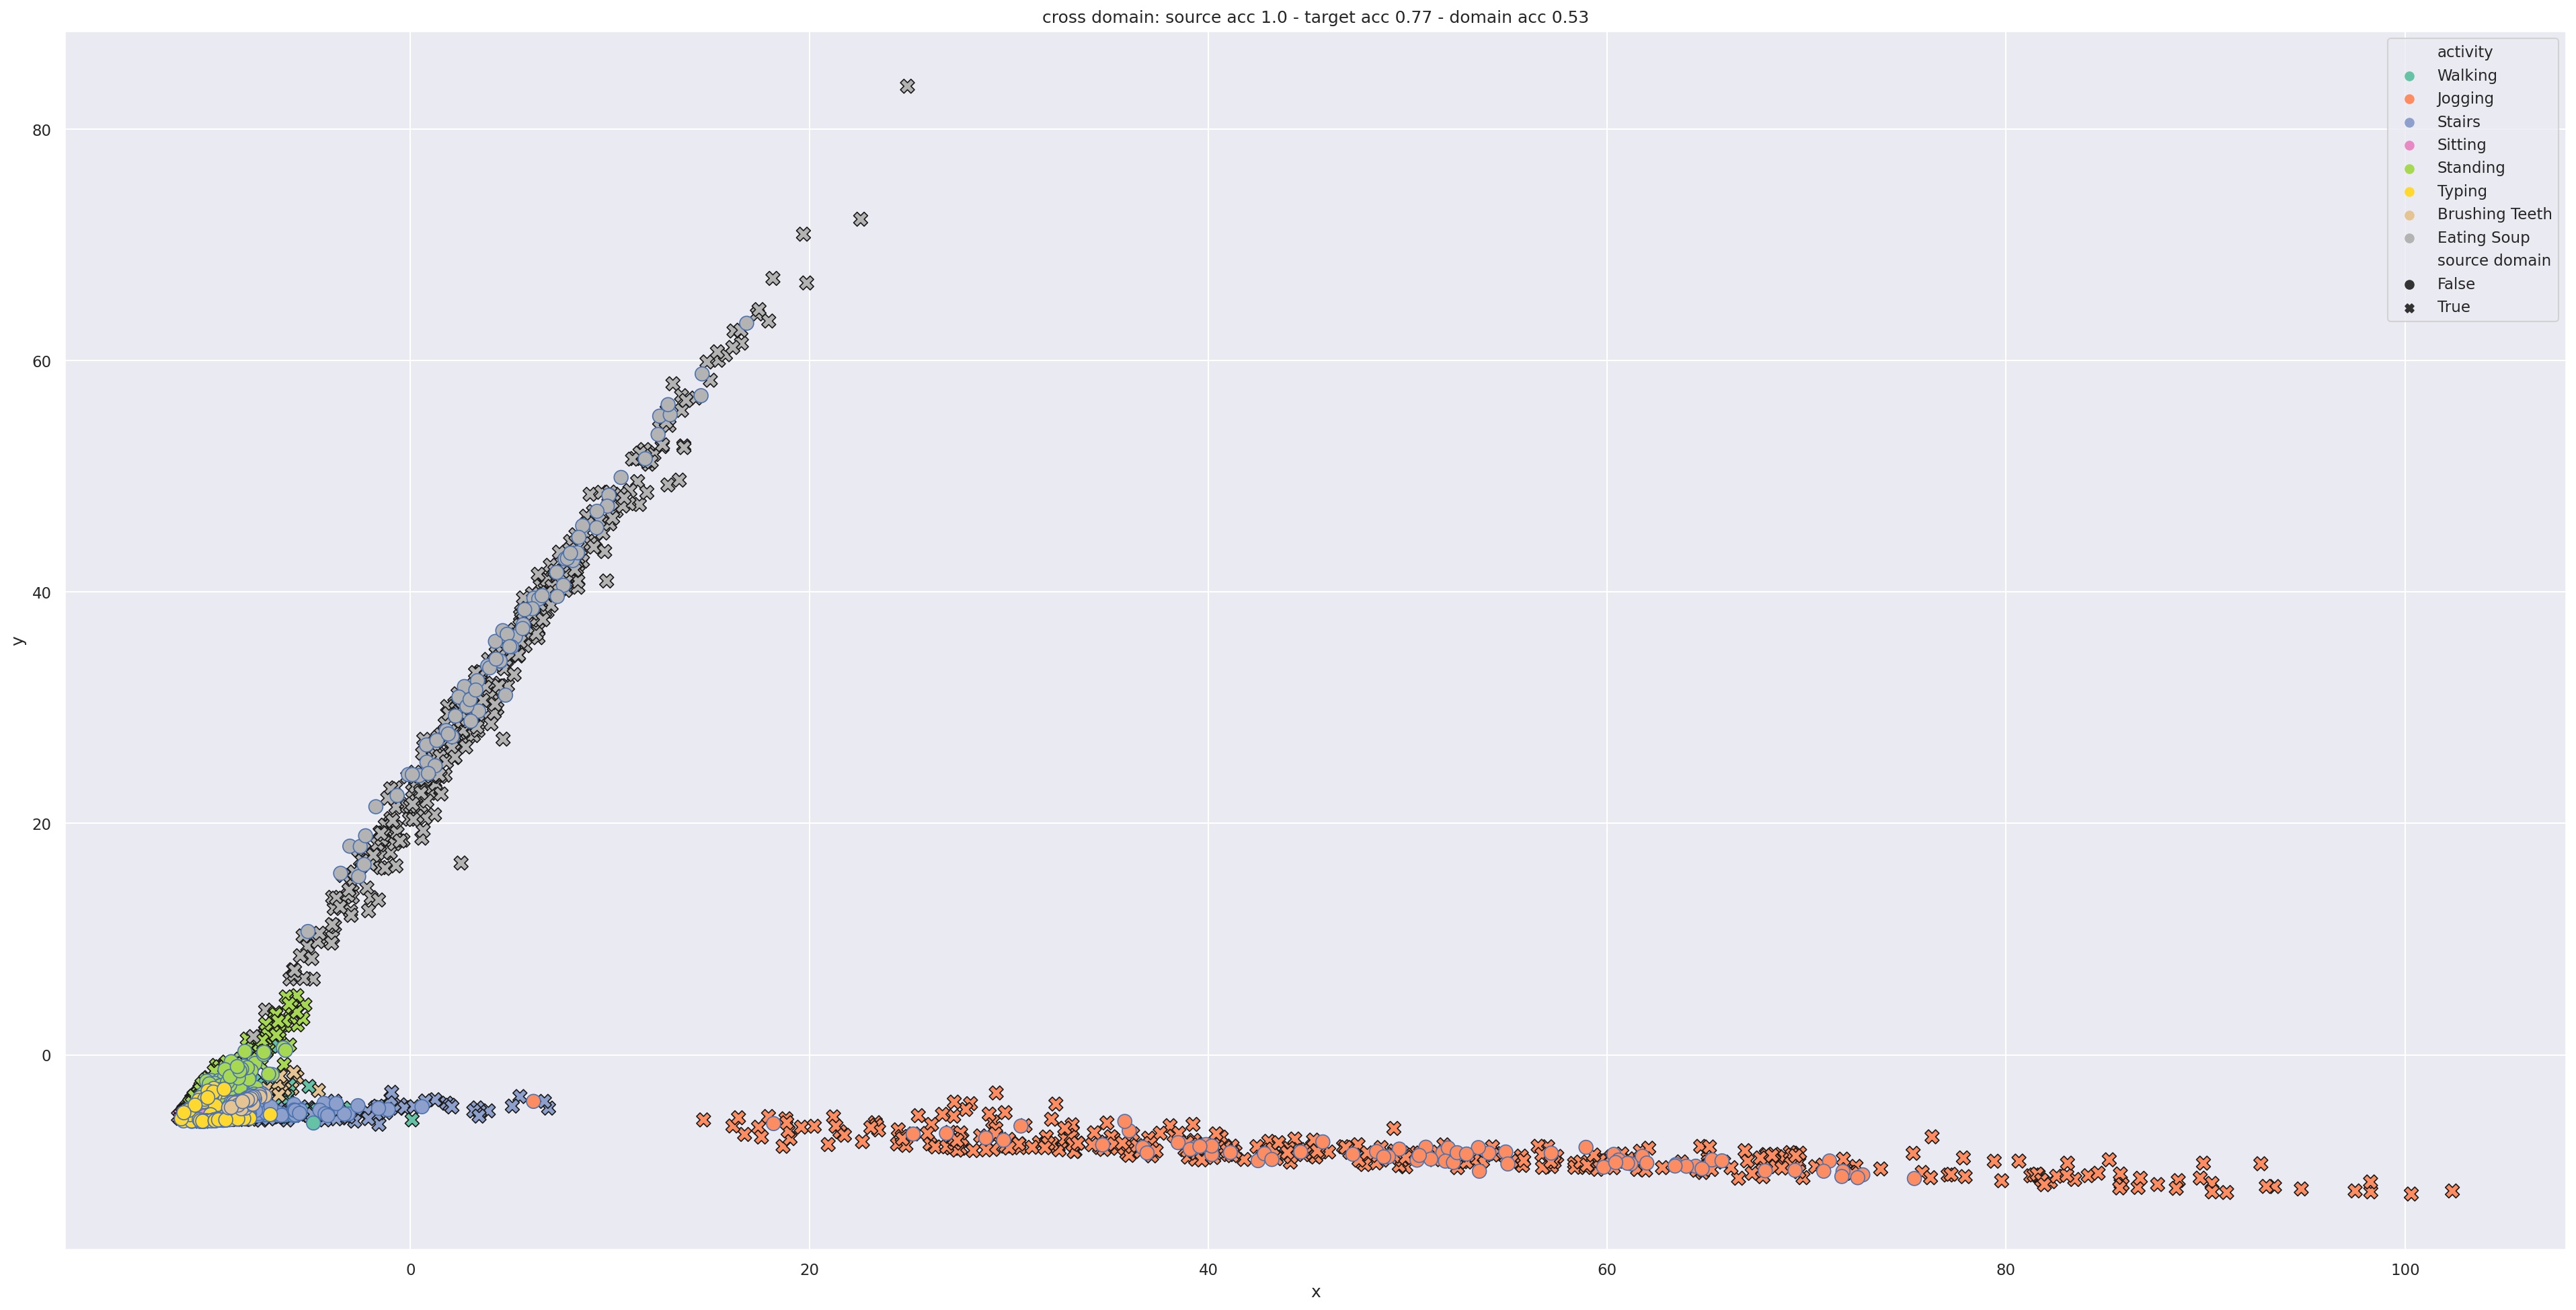 cross domain: source acc 1.0 - target acc 0.77 - domain acc 0.53
activity
Walking
Jogging
Stairs
Sitting
Standing
Typing
Brushing Teeth
Eating Soup
source domain
False
True
80
60
40
20
0
y
0
20
40
60
80
100
x